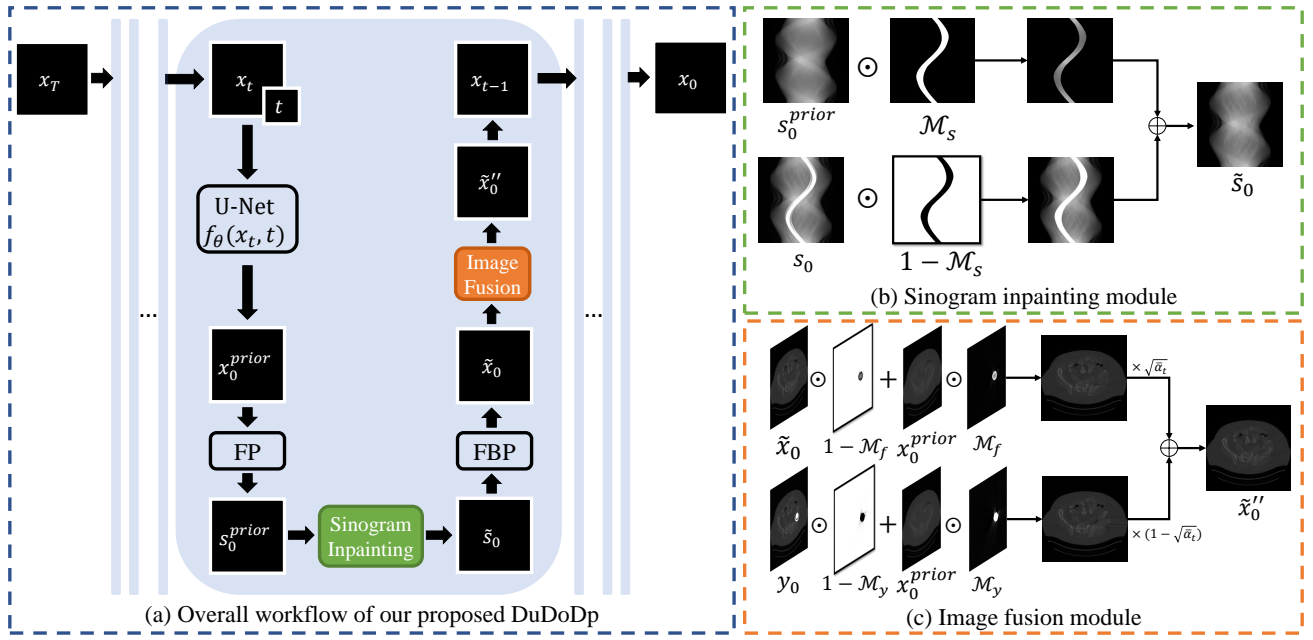 x_T
x_t
t
U-Net
f_θ(x_t, t)
x_0^{prior}
FP
s_0^{prior}
Sinogram
Inpainting
s̃_0
FBP
x̃_0
Image
Fusion
x̃_0''
x_{t-1}
x_0
...
...
(a) Overall workflow of our proposed DuDoDp
s_0^{prior} ⊙ ℳ_s
s_0 ⊙ 1 − ℳ_s
s̃_0
(b) Sinogram inpainting module
⊙ + ⊙
x̃_0 1 − ℳ_f x_0^{prior} ℳ_f
× √ᾱ_t
⊙ + ⊙
y_0 1 − ℳ_y x_0^{prior} ℳ_y
× (1 − √ᾱ_t)
x̃_0''
(c) Image fusion module